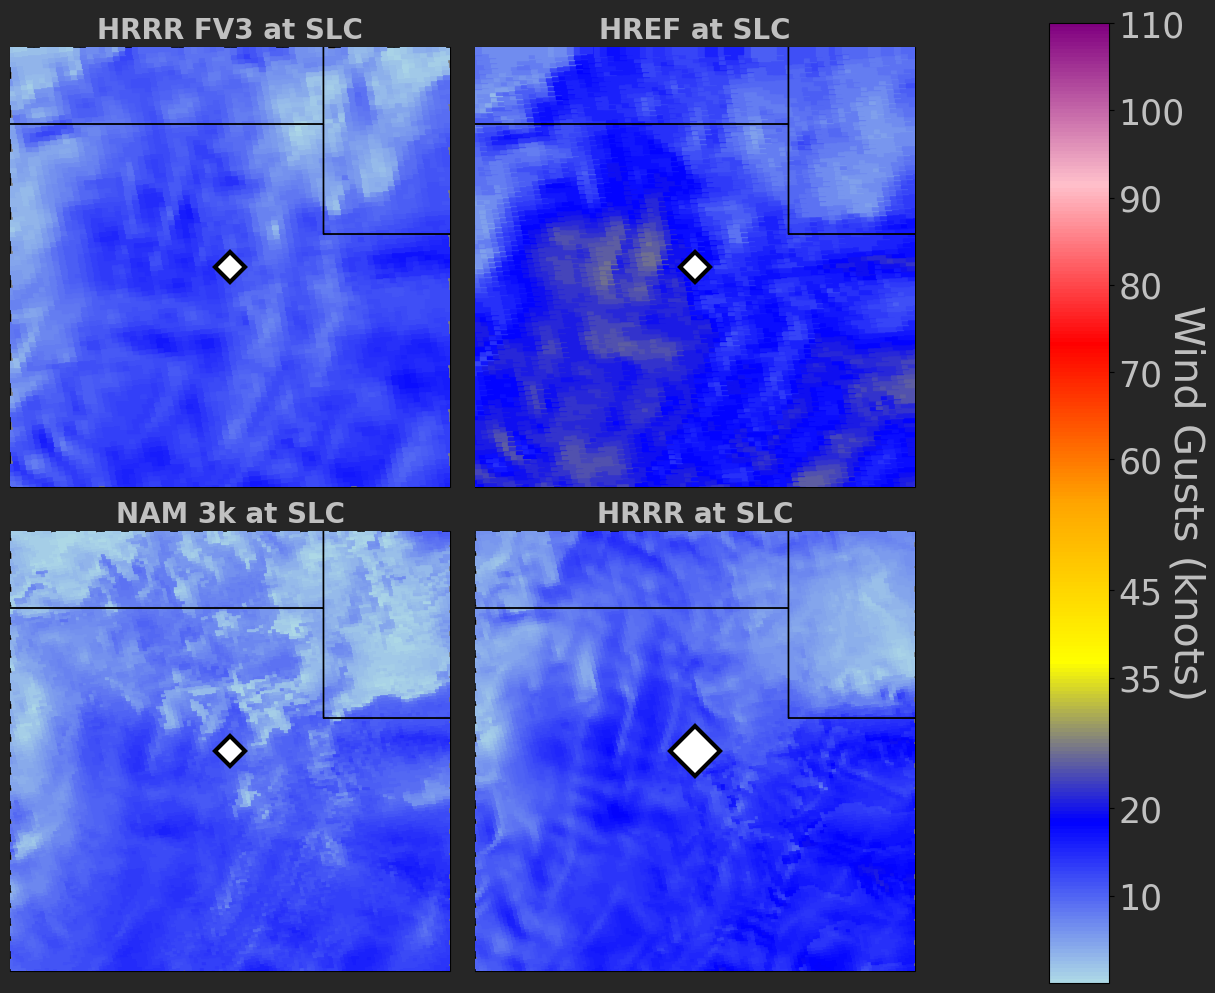 HRRR FV3 at SLC
HREF at SLC
NAM 3k at SLC
HRRR at SLC
110
100
90
80
70
60
45
35
20
10
Wind Gusts (knots)